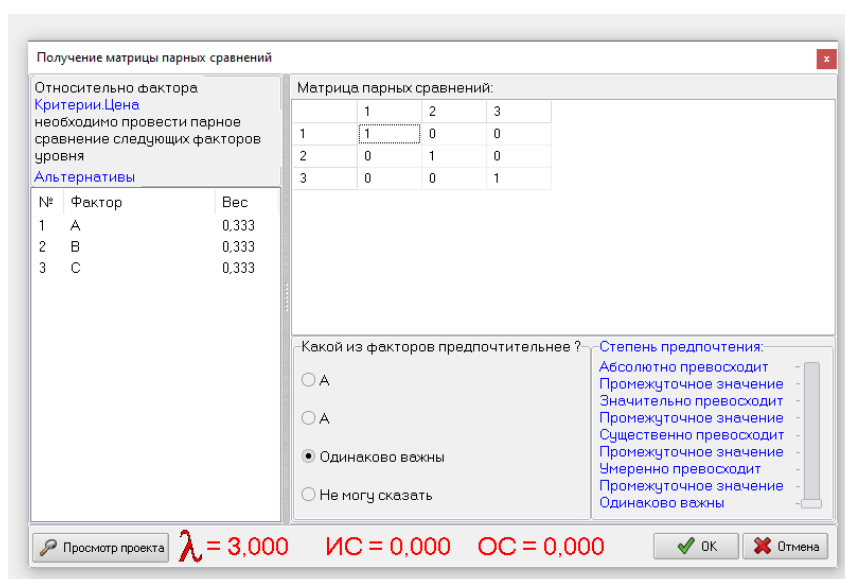 Получение матрицы парных сравнений
x
Относительно фактора
Критерии.Цена
необходимо провести парное
сравнение следующих факторов
уровня
Альтернативы
№ Фактор Вес
1 A 0,333
2 B 0,333
3 C 0,333
Матрица парных сравнений:
1 2 3
1 1 0 0
2 0 1 0
3 0 0 1
Какой из факторов предпочтительнее ?
A
A
Одинаково важны
Не могу сказать
Степень предпочтения:
Абсолютно превосходит -
Промежуточное значение -
Значительно превосходит -
Промежуточное значение -
Существенно превосходит -
Промежуточное значение -
Умеренно превосходит -
Промежуточное значение -
Одинаково важны -
Просмотр проекта
λ = 3,000 ИС = 0,000 ОС = 0,000
OK
Отмена